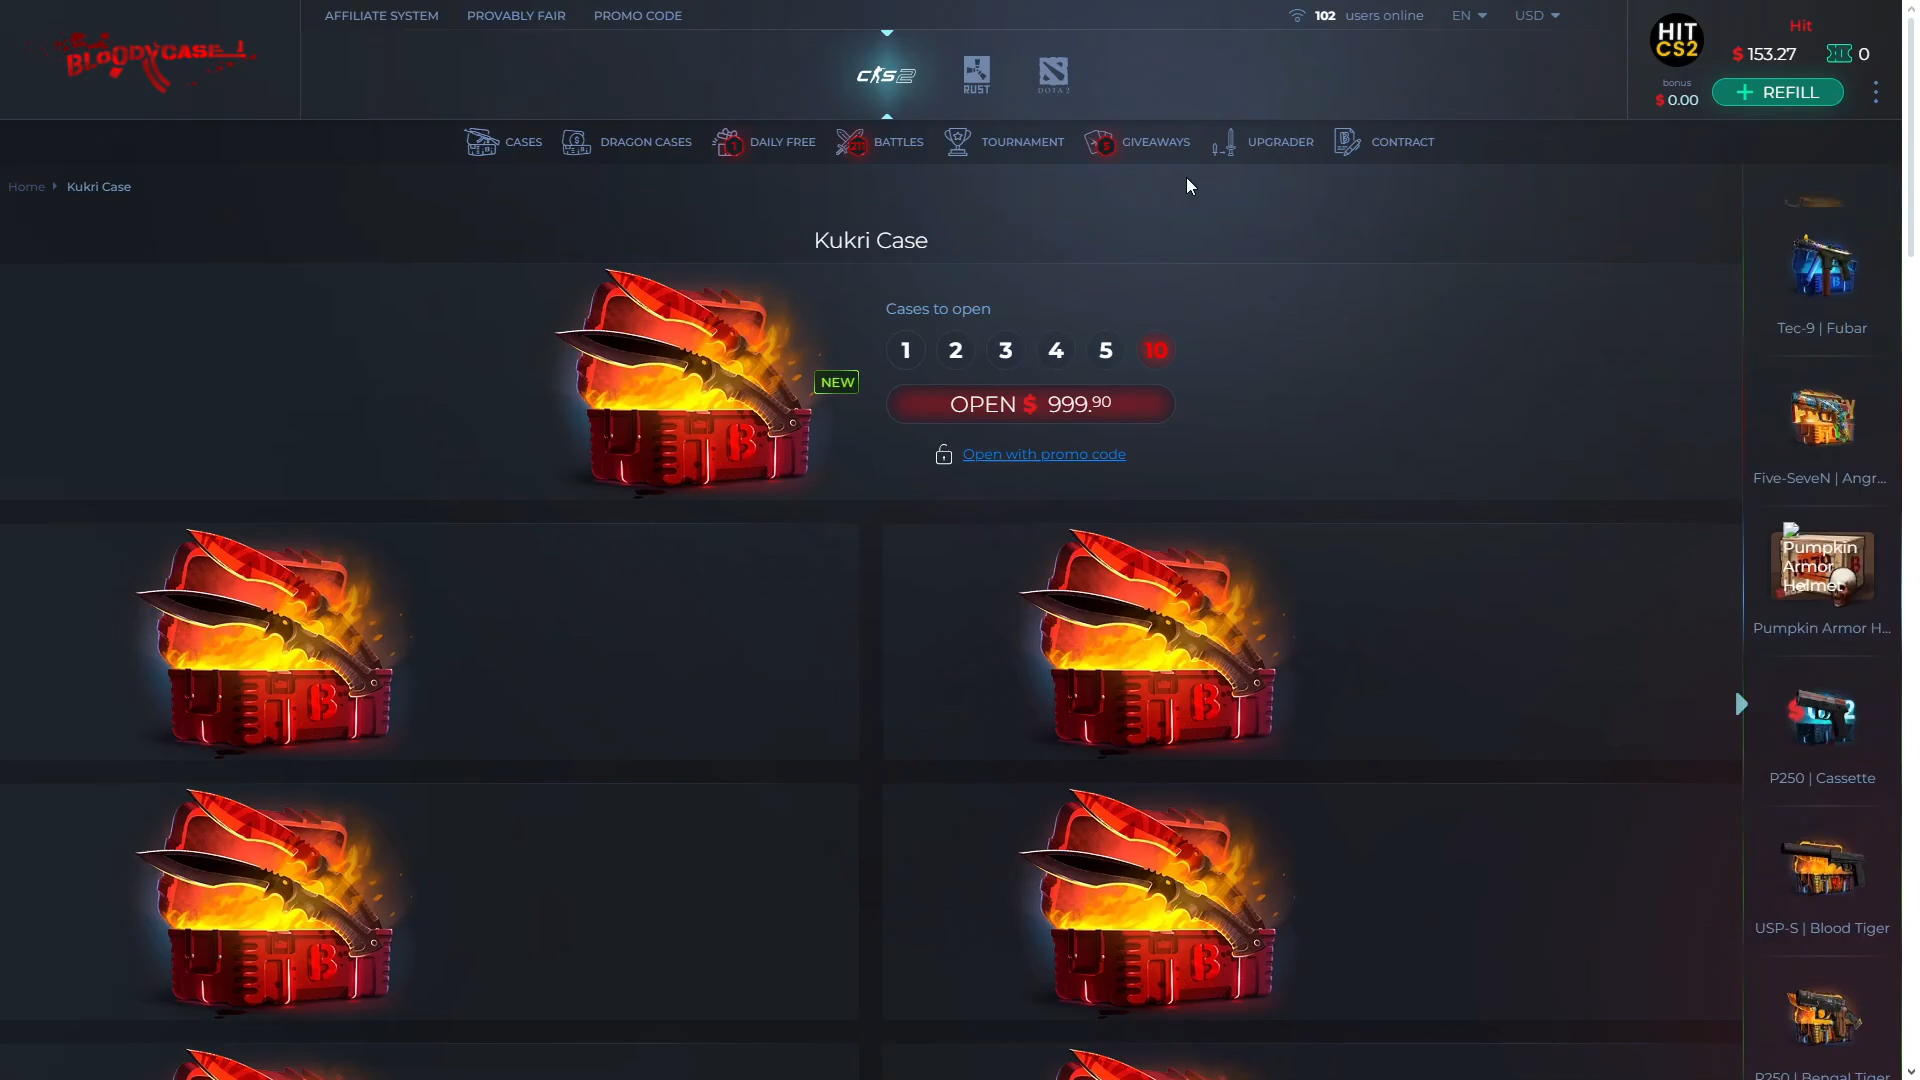 AFFILIATE SYSTEM PROVABLY FAIR PROMO CODE
102 users online EN USD
BLOODYCASE
CS2 RUST DOTA 2
HIT CS2
Hit
$ 153.27 0
bonus
$ 0.00
REFILL
CASES DRAGON CASES 1 DAILY FREE 211 BATTLES TOURNAMENT 5 GIVEAWAYS UPGRADER CONTRACT
Home Kukri Case
Kukri Case
Cases to open
1 2 3 4 5 10
NEW
OPEN $ 999.90
Open with promo code
B
B
B
B
B
Tec-9 | Fubar
Five-SeveN | Angr...
Pumpkin
Armor
Helmet
Pumpkin Armor H...
P250 | Cassette
USP-S | Blood Tiger
P250 | Bengal Tiger